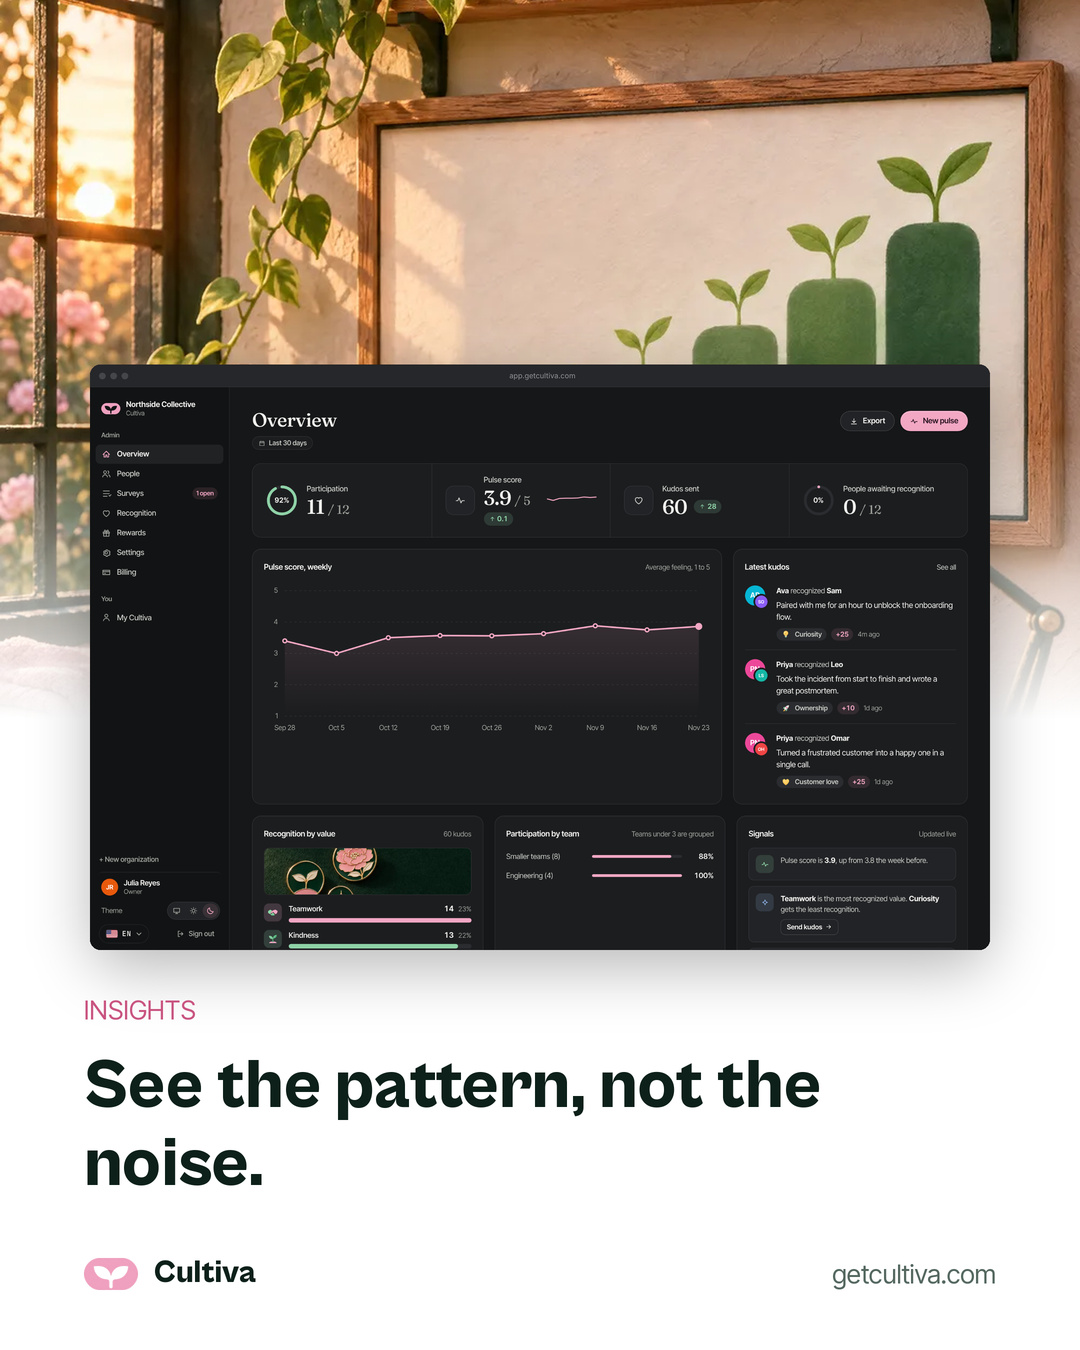 app.getcultiva.com
Northside Collective
Cultiva
Admin
Overview
People
Surveys
1 open
Recognition
Rewards
Settings
Billing
You
My Cultiva
+ New organization
JR
Julia Reyes
Owner
Theme
EN
Sign out
Overview
Last 30 days
Export
New pulse
92%
Participation
11 / 12
Pulse score
3.9 / 5
↑ 0.1
Kudos sent
60
↑ 28
0%
People awaiting recognition
0 / 12
Pulse score, weekly
Average feeling, 1 to 5
5
4
3
2
1
Sep 28
Oct 5
Oct 12
Oct 19
Oct 26
Nov 2
Nov 9
Nov 16
Nov 23
Latest kudos
See all
Ava recognized Sam
Paired with me for an hour to unblock the onboarding
flow.
Curiosity
+25
4m ago
Priya recognized Leo
Took the incident from start to finish and wrote a
great postmortem.
Ownership
+10
1d ago
Priya recognized Omar
Turned a frustrated customer into a happy one in a
single call.
Customer love
+25
1d ago
Recognition by value
60 kudos
Teamwork
14 23%
Kindness
13 22%
Participation by team
Teams under 3 are grouped
Smaller teams (8)
88%
Engineering (4)
100%
Signals
Updated live
Pulse score is 3.9, up from 3.8 the week before.
Teamwork is the most recognized value. Curiosity
gets the least recognition.
Send kudos →
INSIGHTS
See the pattern, not the
noise.
Cultiva
getcultiva.com